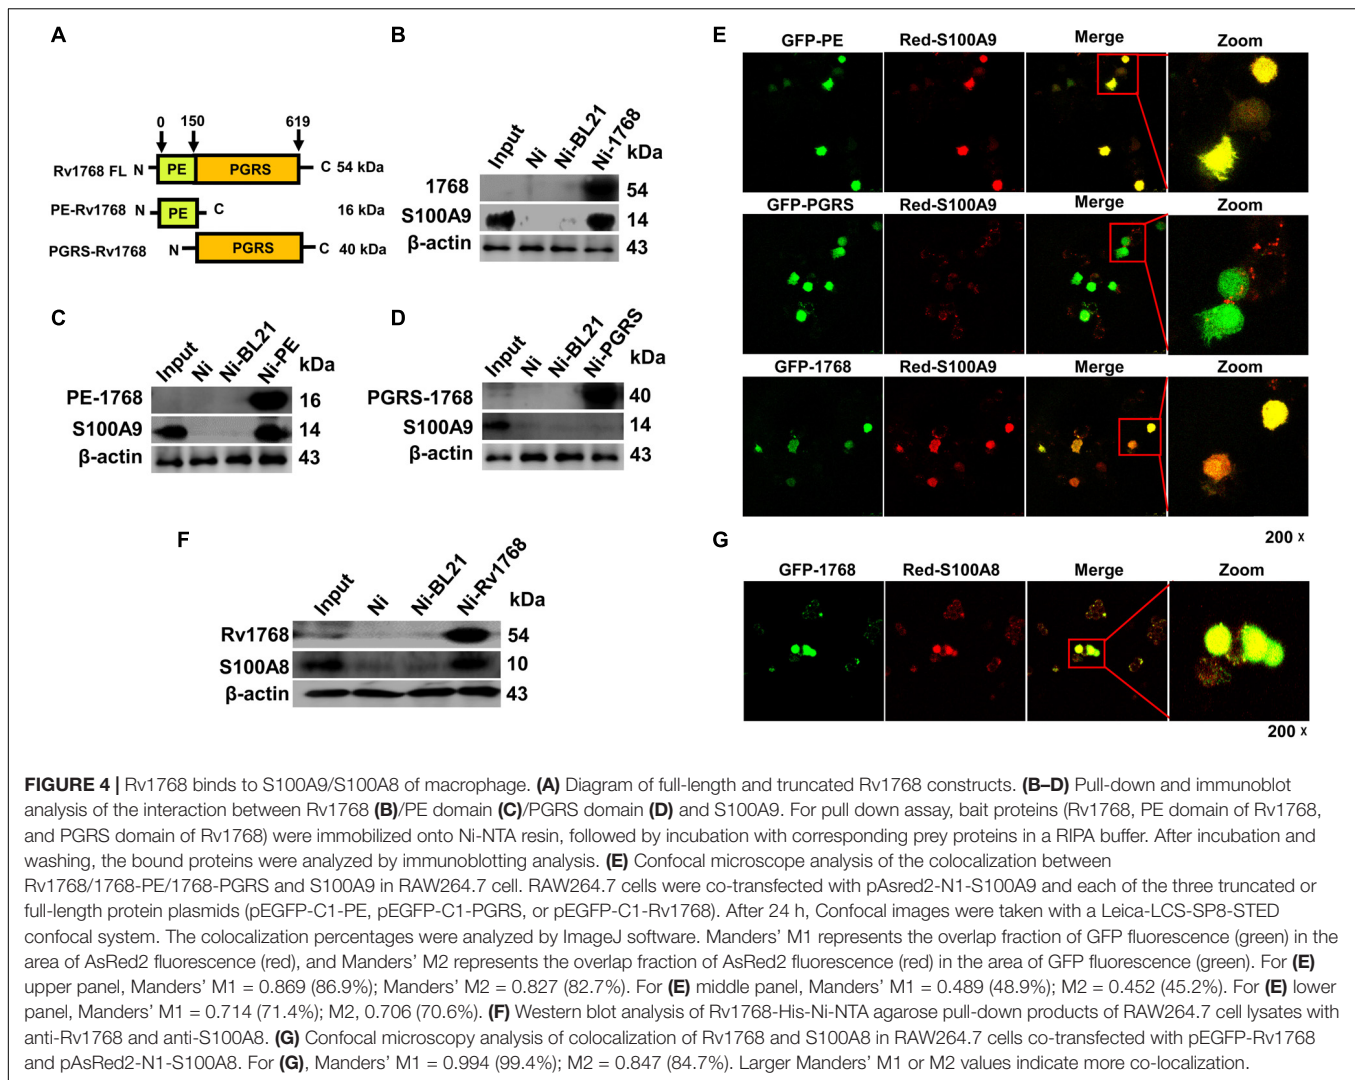 A
0 150 619
Rv1768 FL N PE PGRS C 54 kDa
PE-Rv1768 N PE C 16 kDa
PGRS-Rv1768 N PGRS C 40 kDa
B
Input Ni Ni-BL21 Ni-1768 kDa
1768 54
S100A9 14
β-actin 43
C
Input Ni Ni-BL21 Ni-PE kDa
PE-1768 16
S100A9 14
β-actin 43
D
Input Ni Ni-BL21 Ni-PGRS kDa
PGRS-1768 40
S100A9 14
β-actin 43
E
GFP-PE Red-S100A9 Merge Zoom
GFP-PGRS Red-S100A9 Merge Zoom
GFP-1768 Red-S100A9 Merge Zoom
200 x
F
Input Ni Ni-BL21 Ni-Rv1768 kDa
Rv1768 54
S100A8 10
β-actin 43
G
GFP-1768 Red-S100A8 Merge Zoom
200 x
FIGURE 4 | Rv1768 binds to S100A9/S100A8 of macrophage. (A) Diagram of full-length and truncated Rv1768 constructs. (B–D) Pull-down and immunoblot
analysis of the interaction between Rv1768 (B)/PE domain (C)/PGRS domain (D) and S100A9. For pull down assay, bait proteins (Rv1768, PE domain of Rv1768,
and PGRS domain of Rv1768) were immobilized onto Ni-NTA resin, followed by incubation with corresponding prey proteins in a RIPA buffer. After incubation and
washing, the bound proteins were analyzed by immunoblotting analysis. (E) Confocal microscope analysis of the colocalization between
Rv1768/1768-PE/1768-PGRS and S100A9 in RAW264.7 cell. RAW264.7 cells were co-transfected with pAsred2-N1-S100A9 and each of the three truncated or
full-length protein plasmids (pEGFP-C1-PE, pEGFP-C1-PGRS, or pEGFP-C1-Rv1768). After 24 h, Confocal images were taken with a Leica-LCS-SP8-STED
confocal system. The colocalization percentages were analyzed by ImageJ software. Manders' M1 represents the overlap fraction of GFP fluorescence (green) in the
area of AsRed2 fluorescence (red), and Manders' M2 represents the overlap fraction of AsRed2 fluorescence (red) in the area of GFP fluorescence (green). For (E)
upper panel, Manders' M1 = 0.869 (86.9%); Manders' M2 = 0.827 (82.7%). For (E) middle panel, Manders' M1 = 0.489 (48.9%); M2 = 0.452 (45.2%). For (E) lower
panel, Manders' M1 = 0.714 (71.4%); M2, 0.706 (70.6%). (F) Western blot analysis of Rv1768-His-Ni-NTA agarose pull-down products of RAW264.7 cell lysates with
anti-Rv1768 and anti-S100A8. (G) Confocal microscopy analysis of colocalization of Rv1768 and S100A8 in RAW264.7 cells co-transfected with pEGFP-Rv1768
and pAsRed2-N1-S100A8. For (G), Manders' M1 = 0.994 (99.4%); M2 = 0.847 (84.7%). Larger Manders' M1 or M2 values indicate more co-localization.